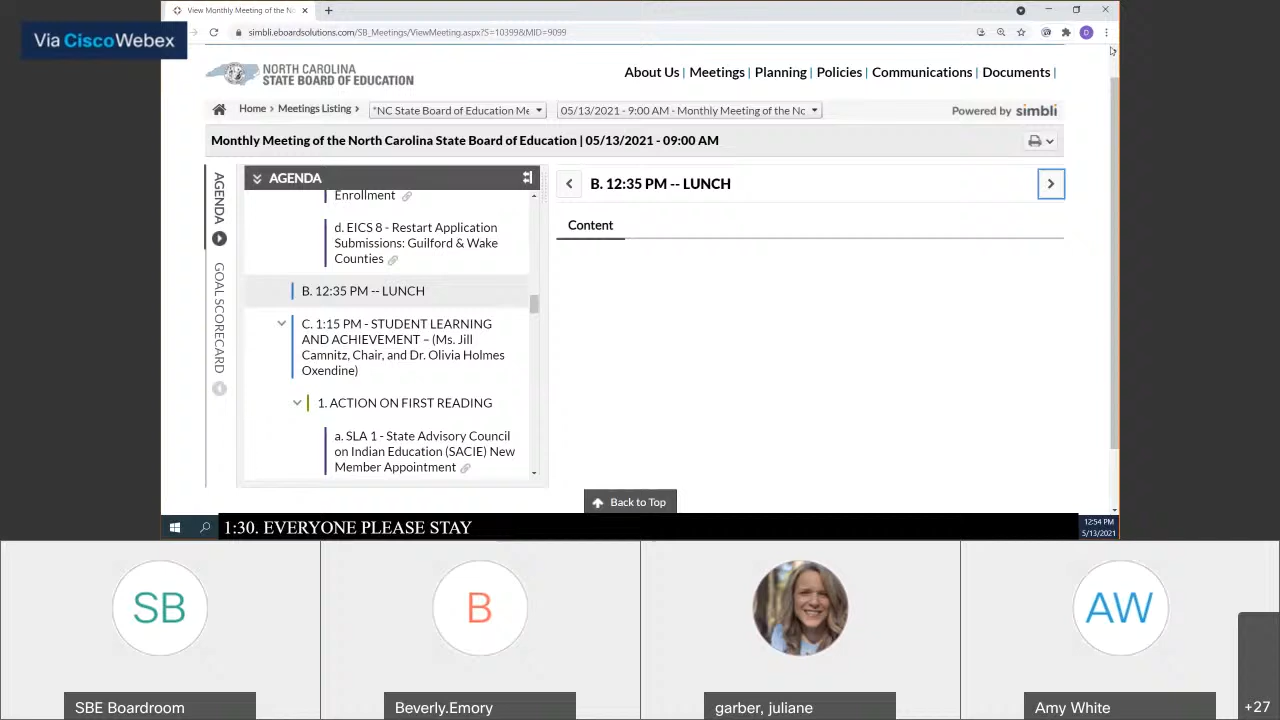 View Monthly Meeting of the No
Via CiscoWebex
simbli.eboardsolutions.com/SB_Meetings/ViewMeeting.aspx?S=10399&MID=9099
D
NORTH CAROLINA
STATE BOARD OF EDUCATION
About Us | Meetings | Planning | Policies | Communications | Documents |
Home > Meetings Listing >
*NC State Board of Education Me
05/13/2021 - 9:00 AM - Monthly Meeting of the Nc
Powered by simbli
Monthly Meeting of the North Carolina State Board of Education | 05/13/2021 - 09:00 AM
AGENDA
GOAL SCORECARD
AGENDA
Enrollment
d. EICS 8 - Restart Application
Submissions: Guilford & Wake
Counties
B. 12:35 PM -- LUNCH
C. 1:15 PM - STUDENT LEARNING
AND ACHIEVEMENT – (Ms. Jill
Camnitz, Chair, and Dr. Olivia Holmes
Oxendine)
1. ACTION ON FIRST READING
a. SLA 1 - State Advisory Council
on Indian Education (SACIE) New
Member Appointment
B. 12:35 PM -- LUNCH
Content
Back to Top
1:30. EVERYONE PLEASE STAY
12:54 PM
5/13/2021
SB
B
AW
SBE Boardroom
Beverly.Emory
garber, juliane
Amy White
+27